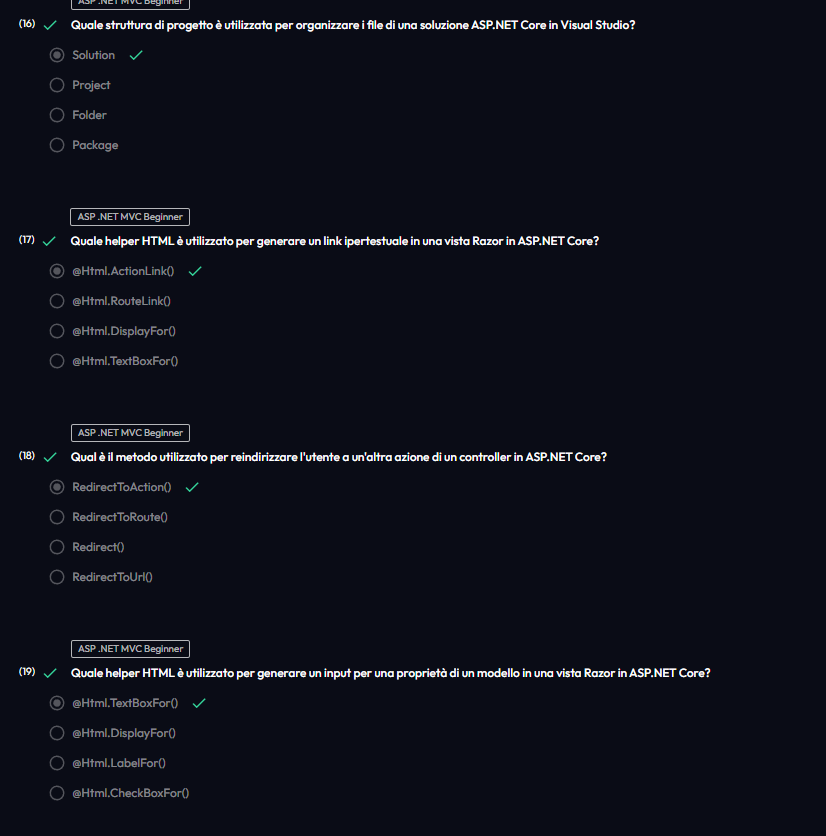 ASP .NET MVC Beginner
(16) Quale struttura di progetto è utilizzata per organizzare i file di una soluzione ASP.NET Core in Visual Studio?
Solution
Project
Folder
Package
ASP .NET MVC Beginner
(17) Quale helper HTML è utilizzato per generare un link ipertestuale in una vista Razor in ASP.NET Core?
@Html.ActionLink()
@Html.RouteLink()
@Html.DisplayFor()
@Html.TextBoxFor()
ASP .NET MVC Beginner
(18) Qual è il metodo utilizzato per reindirizzare l'utente a un'altra azione di un controller in ASP.NET Core?
RedirectToAction()
RedirectToRoute()
Redirect()
RedirectToUrl()
ASP .NET MVC Beginner
(19) Quale helper HTML è utilizzato per generare un input per una proprietà di un modello in una vista Razor in ASP.NET Core?
@Html.TextBoxFor()
@Html.DisplayFor()
@Html.LabelFor()
@Html.CheckBoxFor()